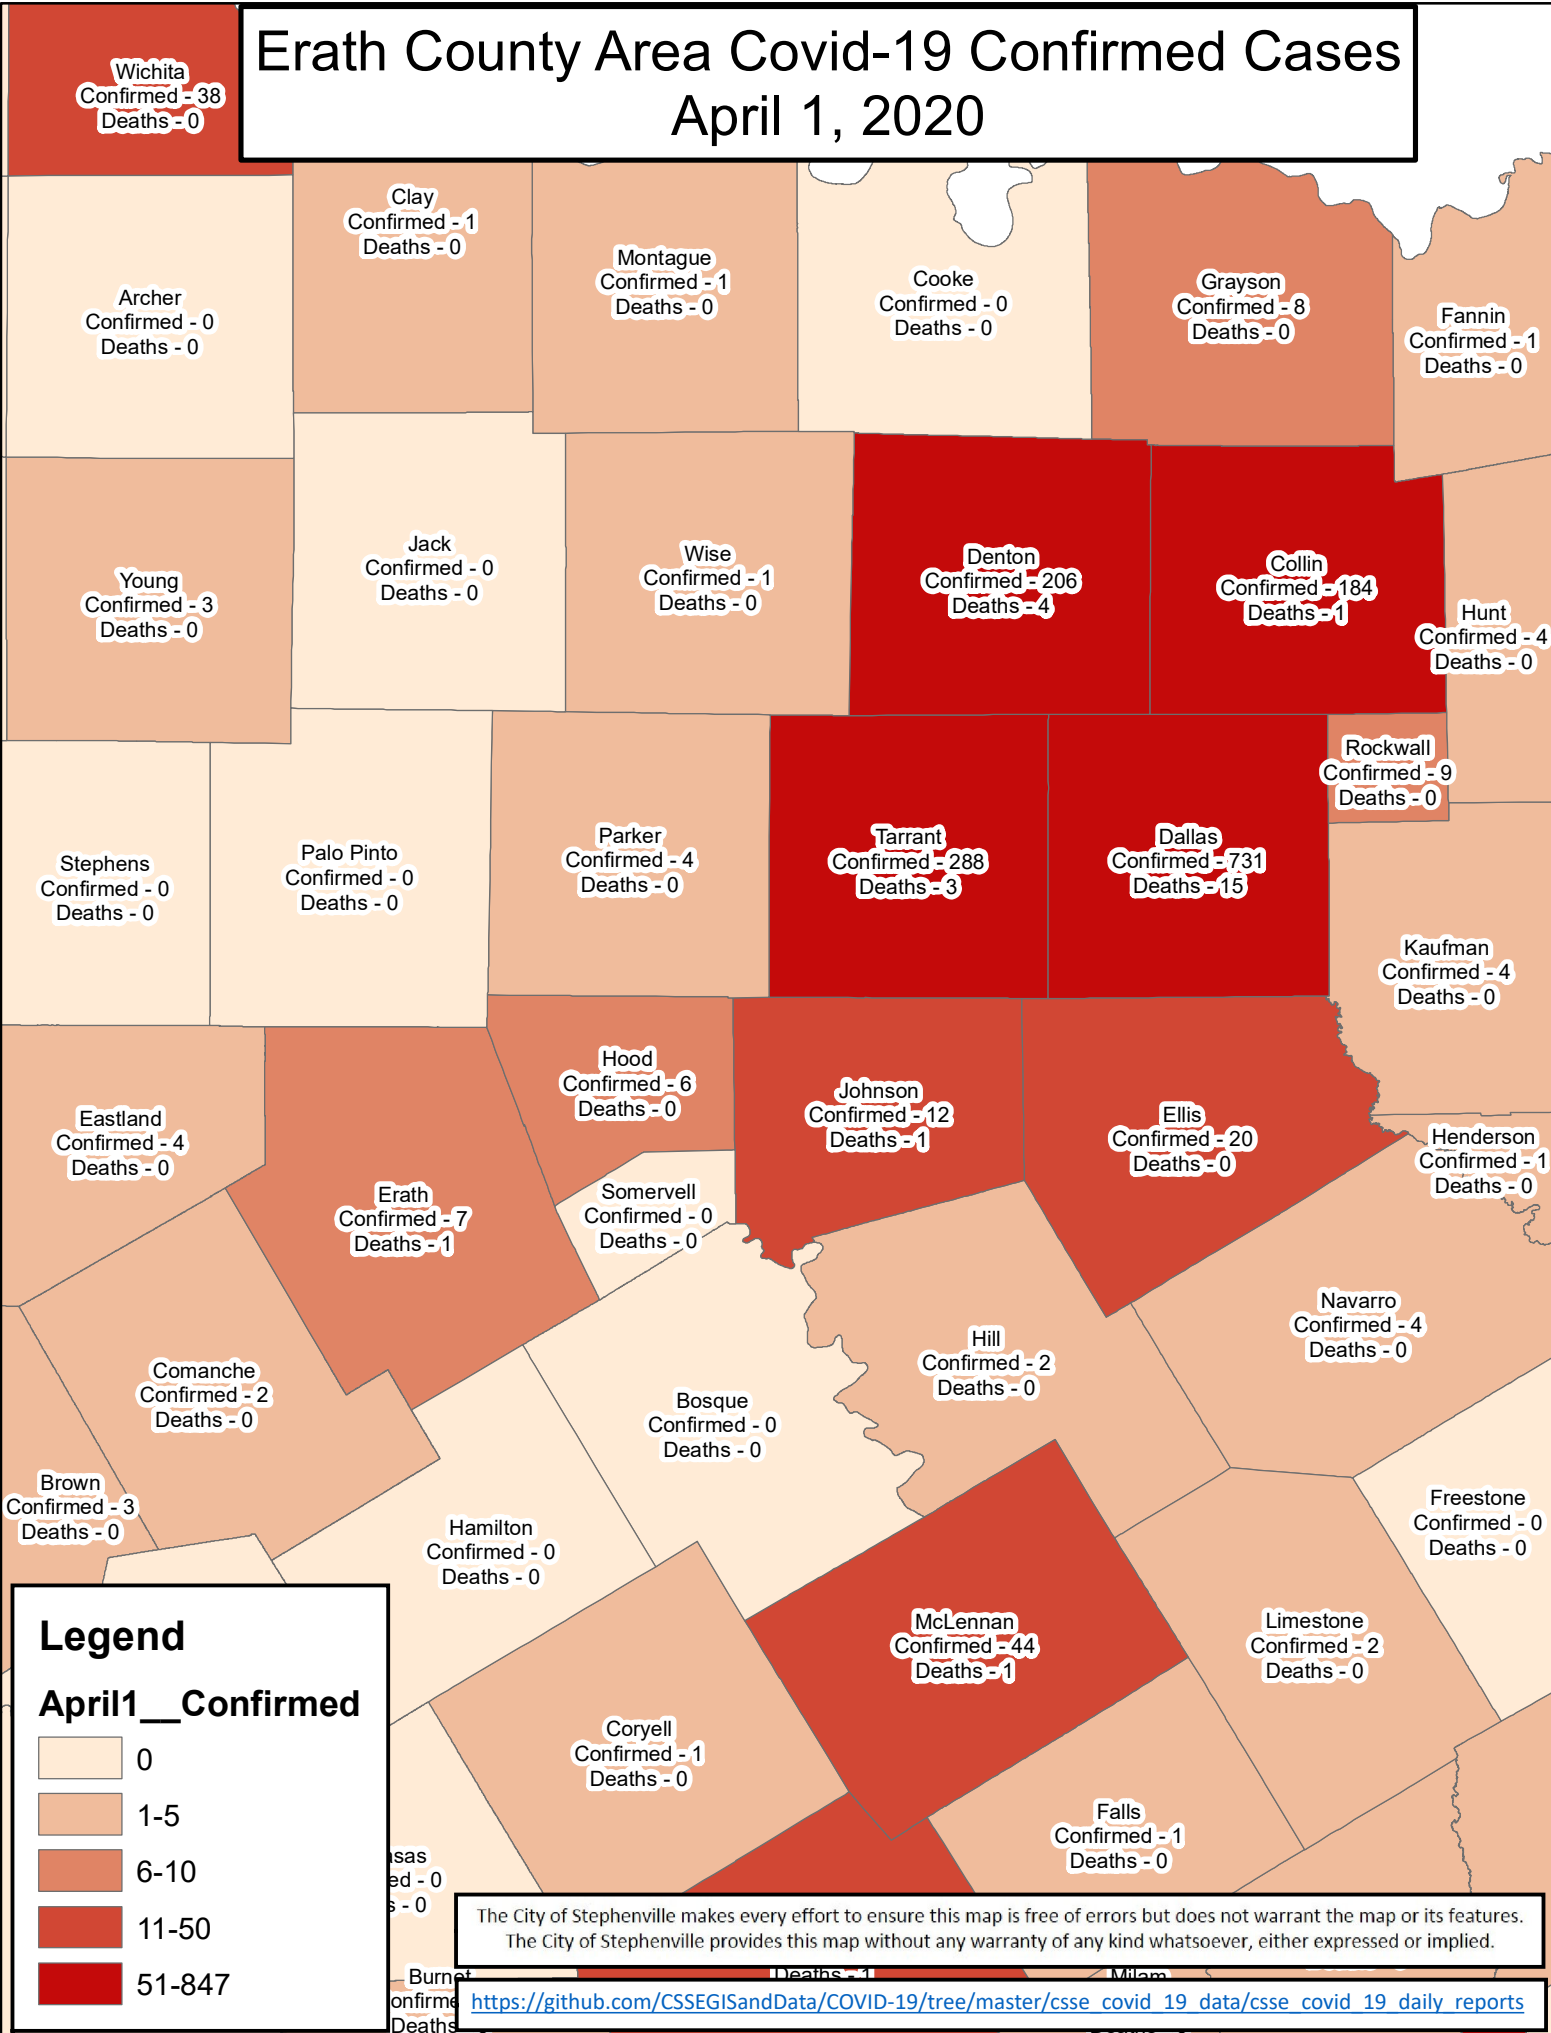 Erath County Area Covid-19 Confirmed Cases
April 1, 2020
Wichita
Confirmed - 38
Deaths - 0
Clay
Confirmed - 1
Deaths - 0
Montague
Confirmed - 1
Deaths - 0
Cooke
Confirmed - 0
Deaths - 0
Grayson
Confirmed - 8
Deaths - 0
Fannin
Confirmed - 1
Deaths - 0
Archer
Confirmed - 0
Deaths - 0
Young
Confirmed - 3
Deaths - 0
Jack
Confirmed - 0
Deaths - 0
Wise
Confirmed - 1
Deaths - 0
Denton
Confirmed - 206
Deaths - 4
Collin
Confirmed - 184
Deaths - 1
Hunt
Confirmed - 4
Deaths - 0
Rockwall
Confirmed - 9
Deaths - 0
Stephens
Confirmed - 0
Deaths - 0
Palo Pinto
Confirmed - 0
Deaths - 0
Parker
Confirmed - 4
Deaths - 0
Tarrant
Confirmed - 288
Deaths - 3
Dallas
Confirmed - 731
Deaths - 15
Kaufman
Confirmed - 4
Deaths - 0
Eastland
Confirmed - 4
Deaths - 0
Erath
Confirmed - 7
Deaths - 1
Hood
Confirmed - 6
Deaths - 0
Somervell
Confirmed - 0
Deaths - 0
Johnson
Confirmed - 12
Deaths - 1
Ellis
Confirmed - 20
Deaths - 0
Henderson
Confirmed - 1
Deaths - 0
Comanche
Confirmed - 2
Deaths - 0
Bosque
Confirmed - 0
Deaths - 0
Hill
Confirmed - 2
Deaths - 0
Navarro
Confirmed - 4
Deaths - 0
Brown
Confirmed - 3
Deaths - 0
Hamilton
Confirmed - 0
Deaths - 0
Freestone
Confirmed - 0
Deaths - 0
McLennan
Confirmed - 44
Deaths - 1
Limestone
Confirmed - 2
Deaths - 0
Coryell
Confirmed - 1
Deaths - 0
Falls
Confirmed - 1
Deaths - 0
asas
ed - 0
s - 0
Deaths - 1
Milam
Burnet
onfirme
Deaths
Legend
April1__Confirmed
0
1-5
6-10
11-50
51-847
The City of Stephenville makes every effort to ensure this map is free of errors but does not warrant the map or its features.
The City of Stephenville provides this map without any warranty of any kind whatsoever, either expressed or implied.
https://github.com/CSSEGISandData/COVID-19/tree/master/csse_covid_19_data/csse_covid_19_daily_reports